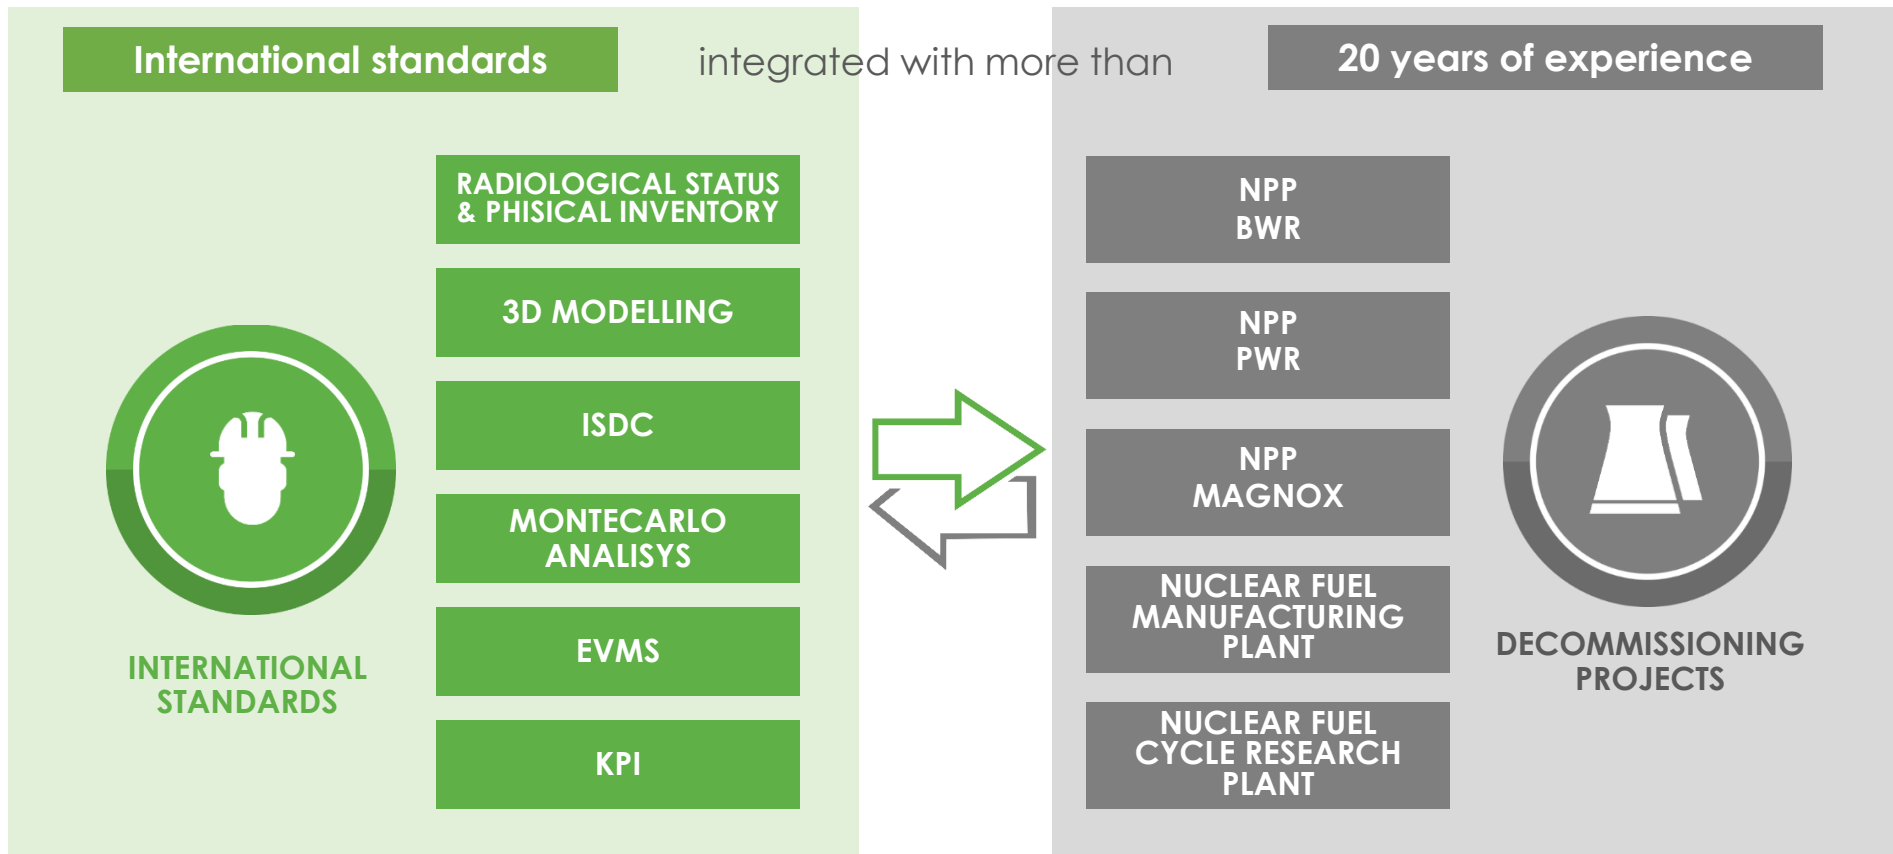 International standards
integrated with more than
20 years of experience
RADIOLOGICAL STATUS
& PHISICAL INVENTORY
3D MODELLING
ISDC
MONTECARLO
ANALISYS
EVMS
KPI
INTERNATIONAL
STANDARDS
NPP
BWR
NPP
PWR
NPP
MAGNOX
NUCLEAR FUEL
MANUFACTURING
PLANT
NUCLEAR FUEL
CYCLE RESEARCH
PLANT
DECOMMISSIONING
PROJECTS